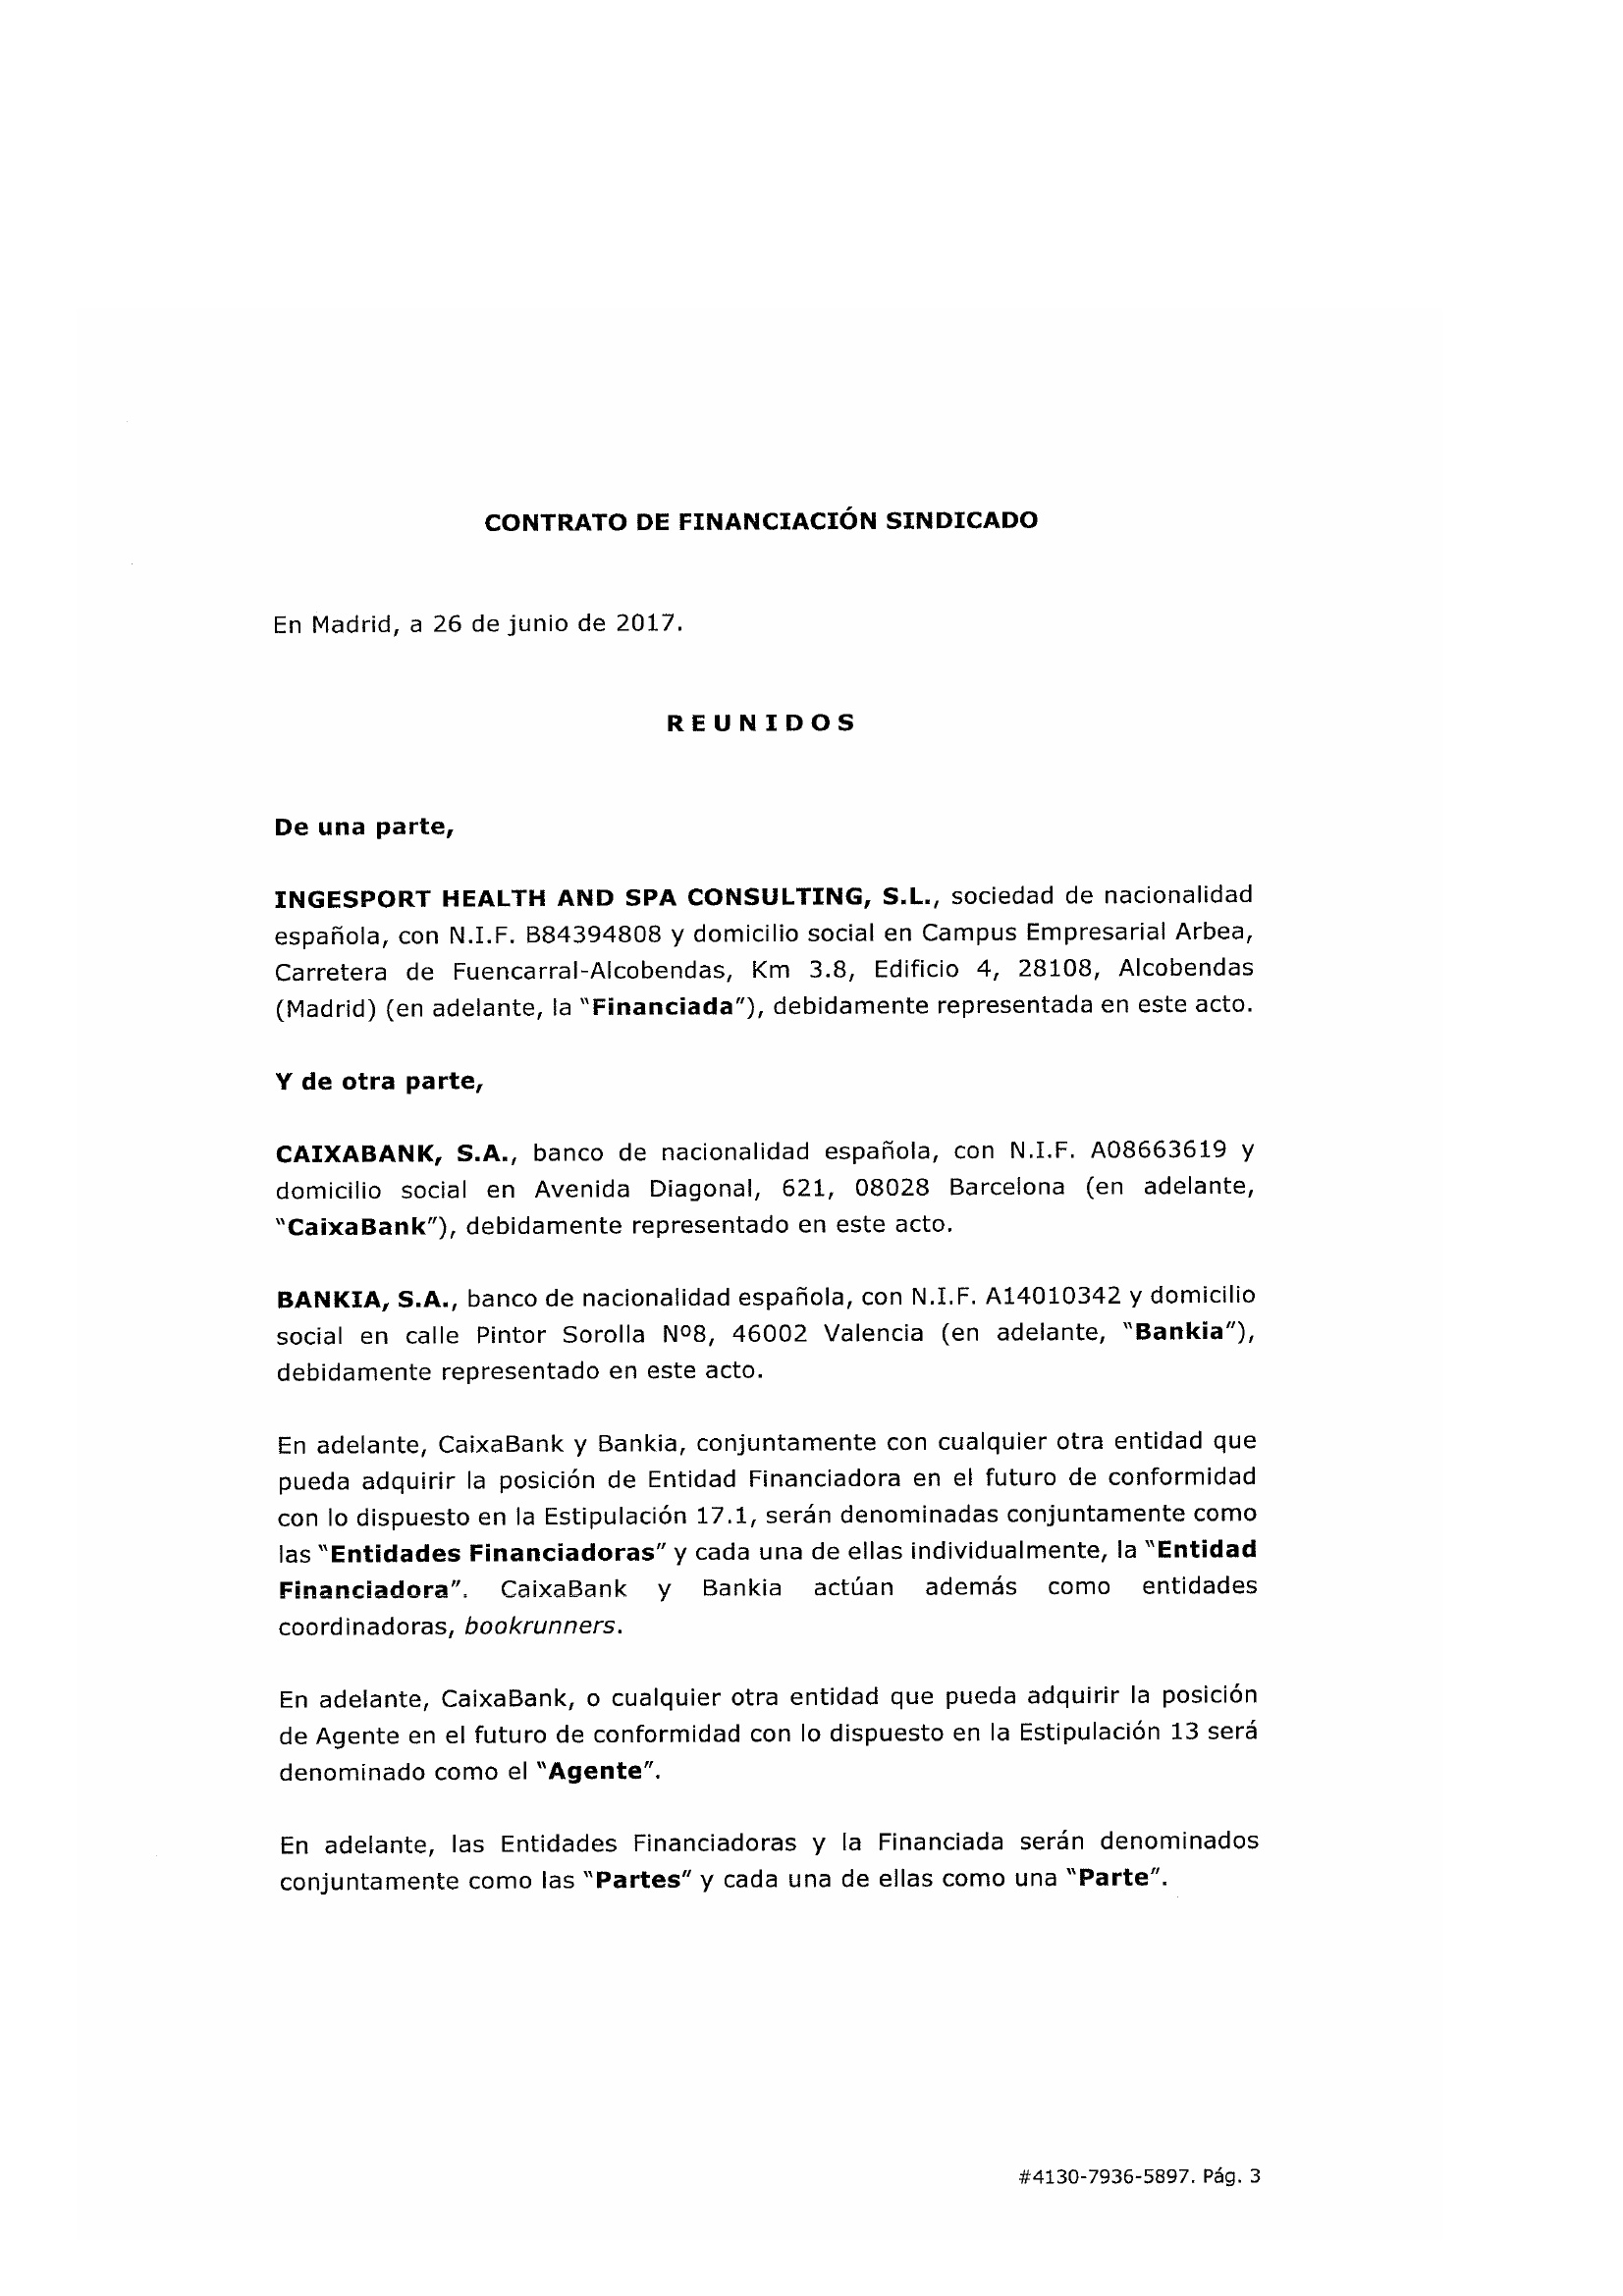 CONTRATO DE FINANCIACIÓN SINDICADO
En Madrid, a 26 de junio de 2017.
R E U N I D O S
De una parte,
INGESPORT HEALTH AND SPA CONSULTING, S.L., sociedad de nacionalidad
española, con N.I.F. B84394808 y domicilio social en Campus Empresarial Arbea,
Carretera de Fuencarral-Alcobendas, Km 3.8, Edificio 4, 28108, Alcobendas
(Madrid) (en adelante, la "Financiada"), debidamente representada en este acto.
Y de otra parte,
CAIXABANK, S.A., banco de nacionalidad española, con N.I.F. A08663619 y
domicilio social en Avenida Diagonal, 621, 08028 Barcelona (en adelante,
"CaixaBank"), debidamente representado en este acto.
BANKIA, S.A., banco de nacionalidad española, con N.I.F. A14010342 y domicilio
social en calle Pintor Sorolla Nº8, 46002 Valencia (en adelante, "Bankia"),
debidamente representado en este acto.
En adelante, CaixaBank y Bankia, conjuntamente con cualquier otra entidad que
pueda adquirir la posición de Entidad Financiadora en el futuro de conformidad
con lo dispuesto en la Estipulación 17.1, serán denominadas conjuntamente como
las "Entidades Financiadoras" y cada una de ellas individualmente, la "Entidad
Financiadora". CaixaBank y Bankia actúan además como entidades
coordinadoras, bookrunners.
En adelante, CaixaBank, o cualquier otra entidad que pueda adquirir la posición
de Agente en el futuro de conformidad con lo dispuesto en la Estipulación 13 será
denominado como el "Agente".
En adelante, las Entidades Financiadoras y la Financiada serán denominados
conjuntamente como las "Partes" y cada una de ellas como una "Parte".
#4130-7936-5897. Pág. 3